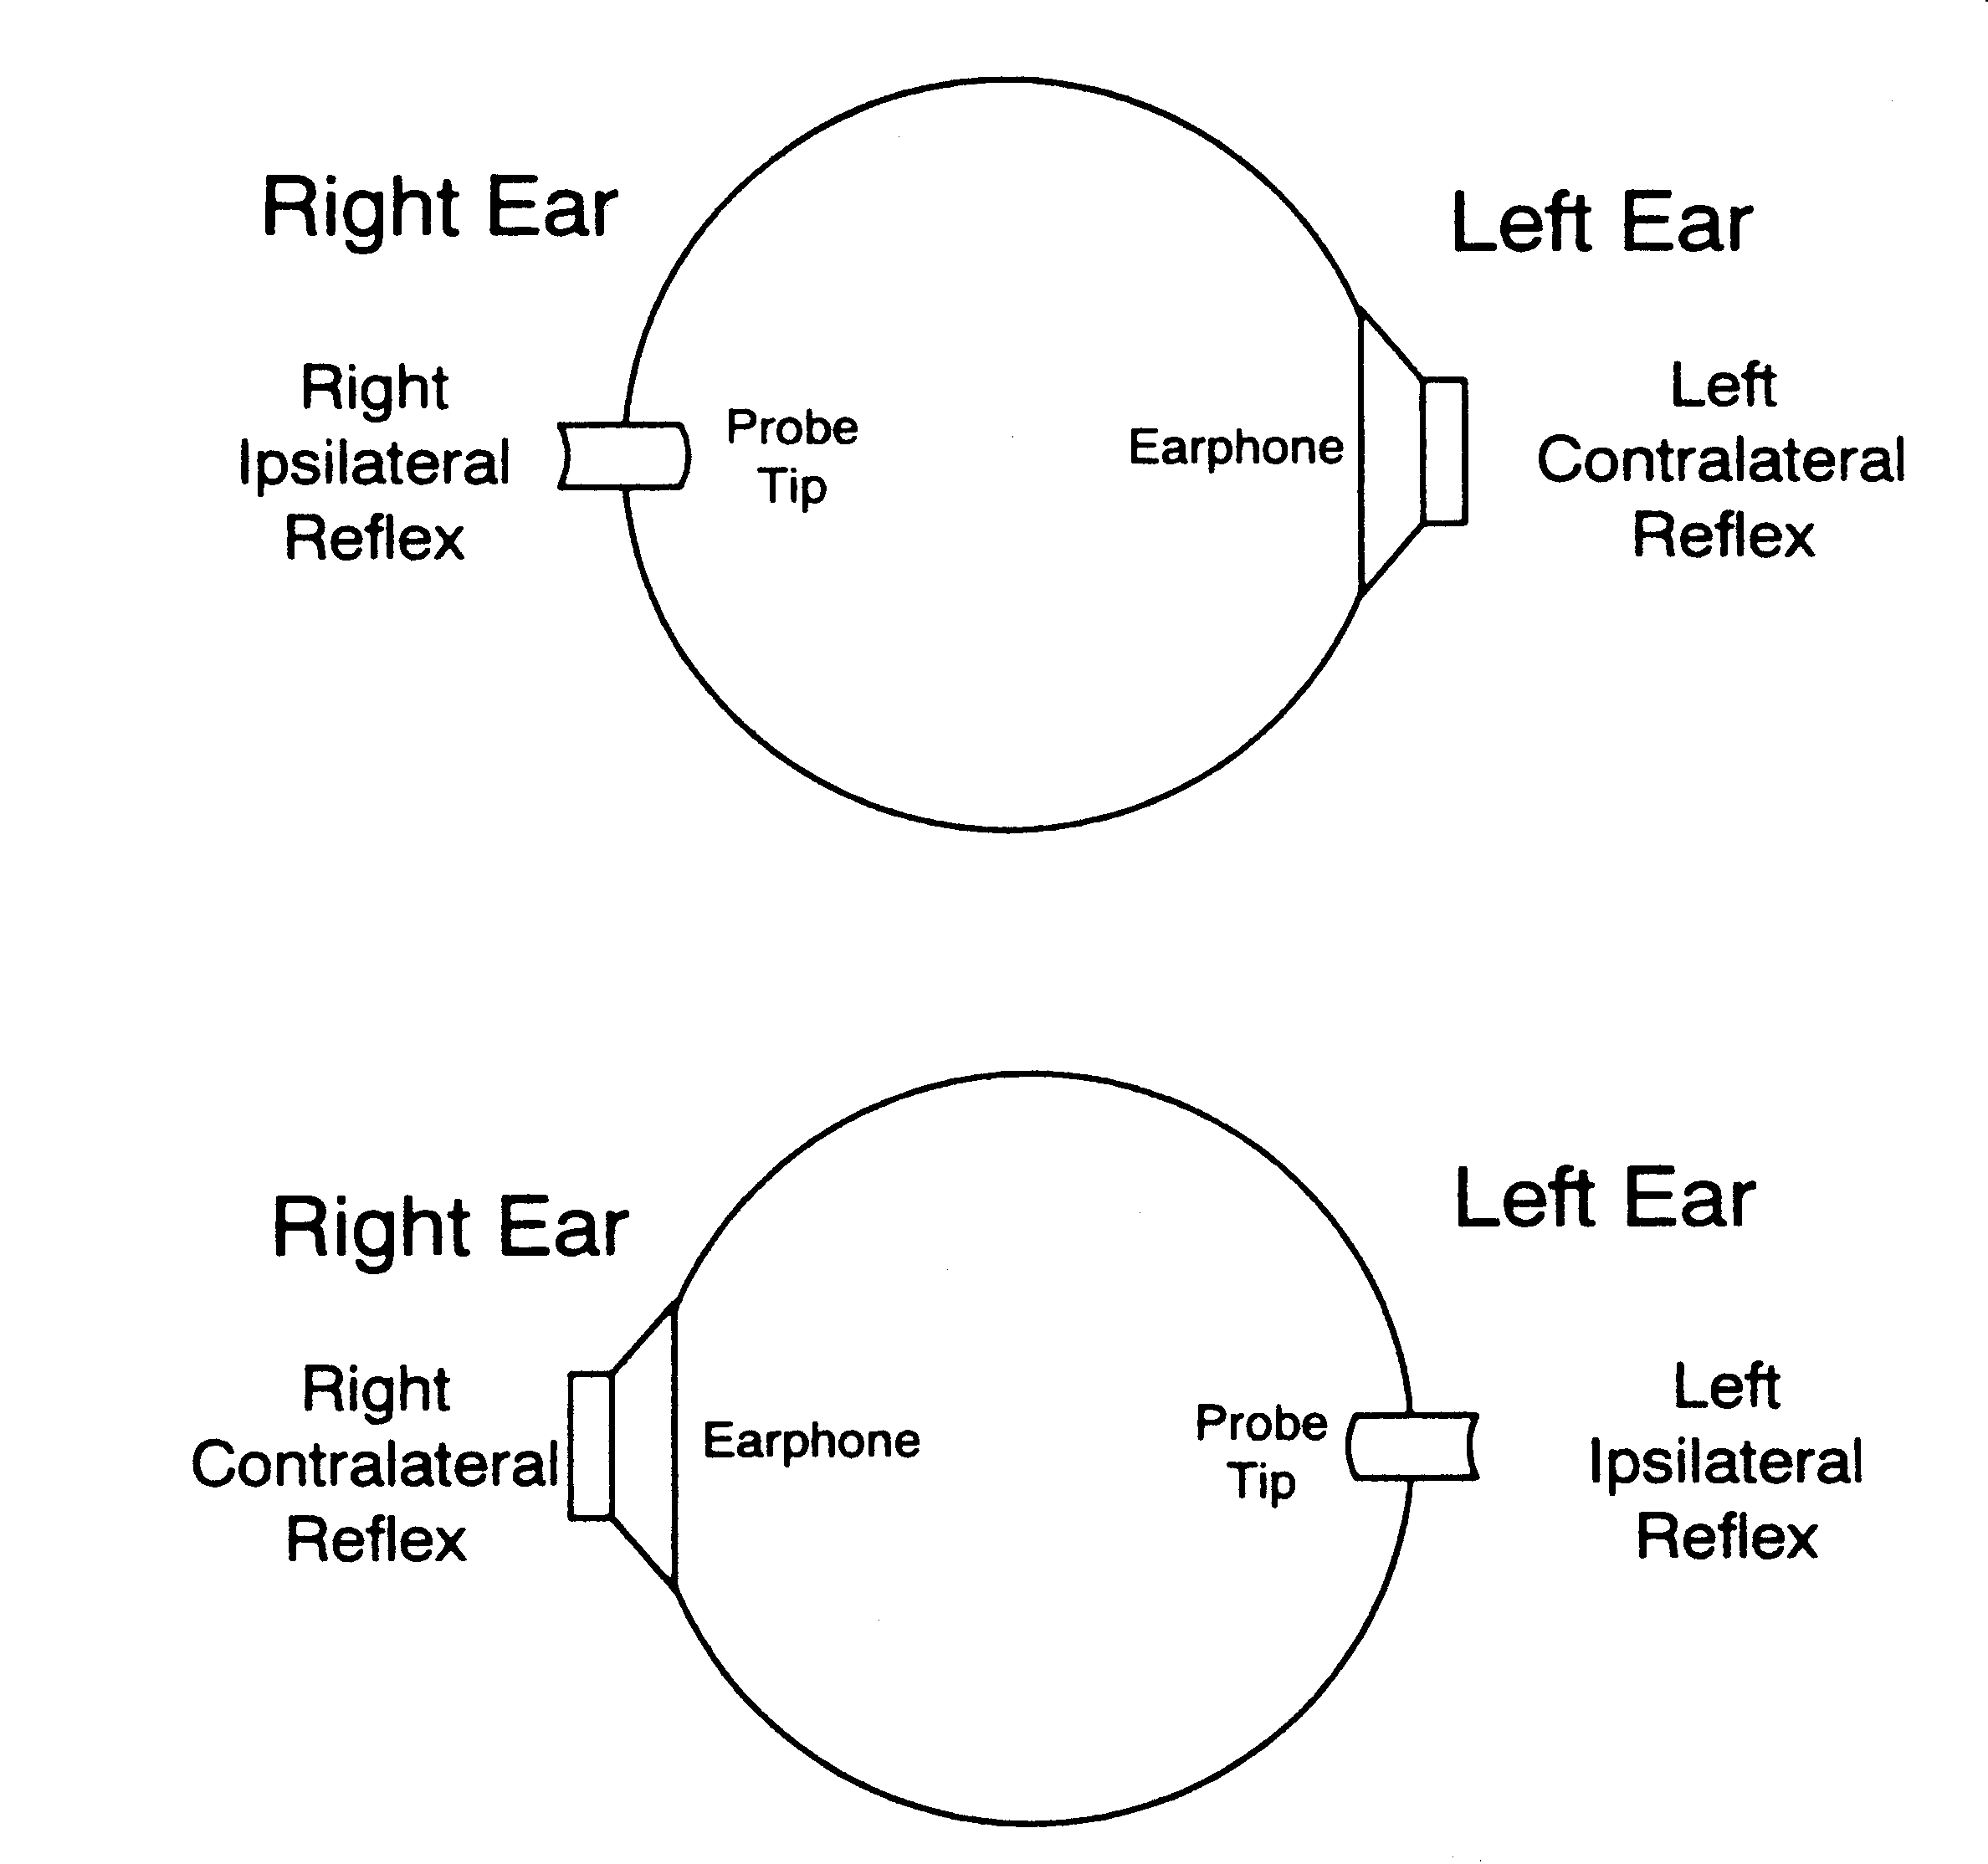 Right Ear
Left Ear
Right
Ipsilateral
Reflex
Probe
Tip
Earphone
Left
Contralateral
Reflex
Right Ear
Left Ear
Right
Contralateral
Reflex
Earphone
Probe
Tip
Left
Ipsilateral
Reflex